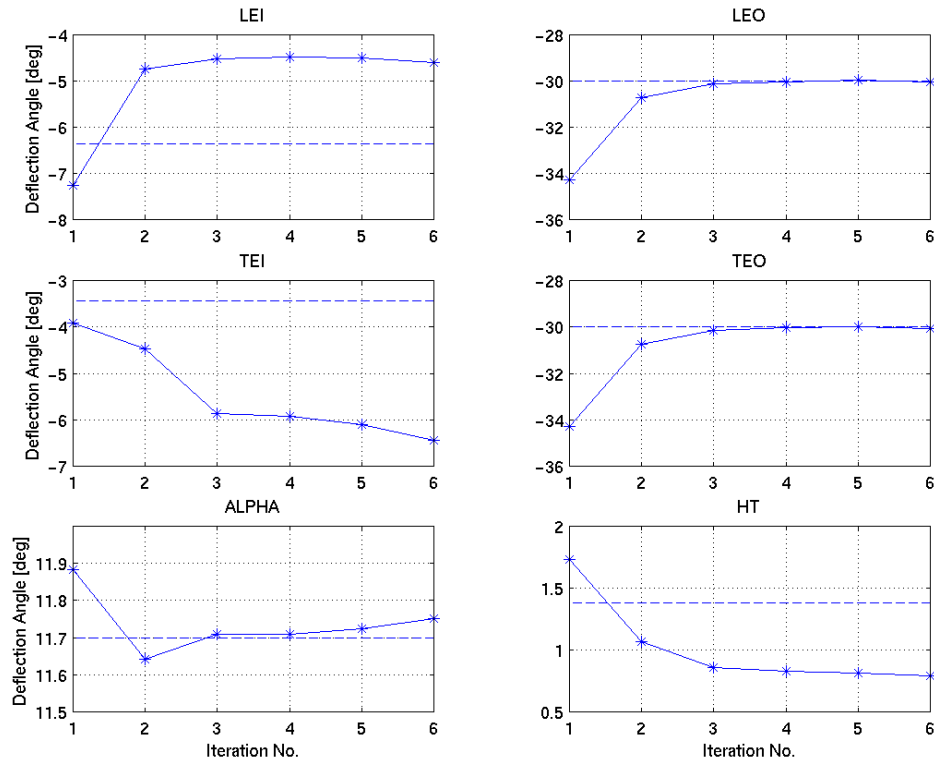 LEI
Deflection Angle [deg]
−4
−5
−6
−7
−8
1 2 3 4 5 6
LEO
−28
−30
−32
−34
−36
1 2 3 4 5 6
TEI
Deflection Angle [deg]
−3
−4
−5
−6
−7
1 2 3 4 5 6
TEO
−28
−30
−32
−34
−36
1 2 3 4 5 6
ALPHA
Deflection Angle [deg]
11.9
11.8
11.7
11.6
11.5
1 2 3 4 5 6
Iteration No.
HT
2
1.5
1
0.5
1 2 3 4 5 6
Iteration No.